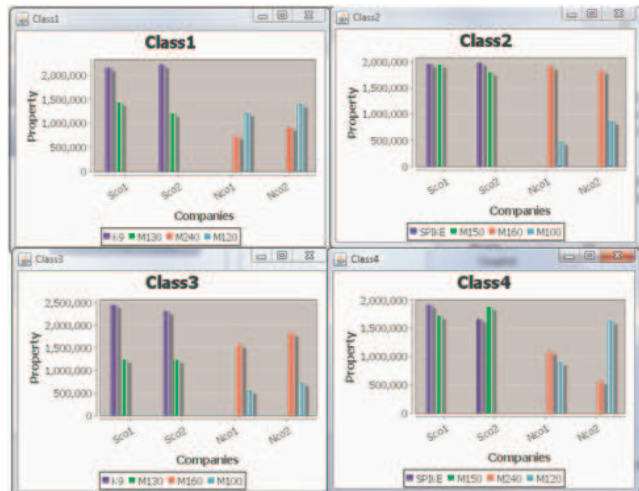 Class1
Class1
2,000,000
1,500,000
1,000,000
500,000
0
Property
Sco1 Sco2 Nco1 Nco2
Companies
I-9 M130 M240 M120
Class2
Class2
2,000,000
1,500,000
1,000,000
500,000
0
Property
Sco1 Sco2 Nco1 Nco2
Companies
SPIKE M150 M160 M100
Class3
Class3
2,500,000
2,000,000
1,500,000
1,000,000
500,000
0
Property
Sco1 Sco2 Nco1 Nco2
Companies
I-9 M130 M160 M100
Class4
Class4
2,000,000
1,500,000
1,000,000
500,000
0
Property
Sco1 Sco2 Nco1 Nco2
Companies
SPIKE M150 M240 M120